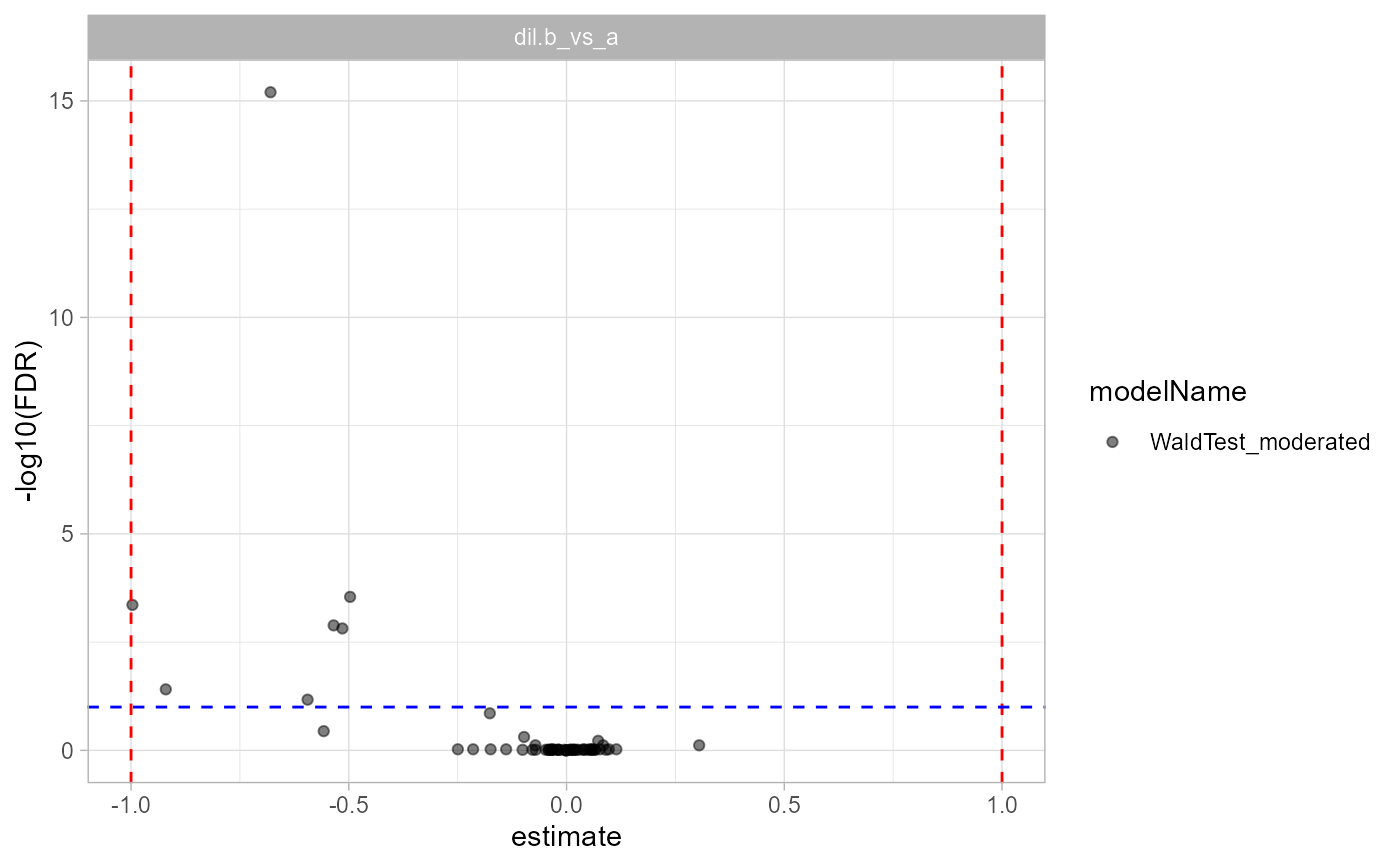 dil.b_vs_a
15
10
5
0
-log10(FDR)
-1.0 -0.5 0.0 0.5 1.0
estimate
modelName
WaldTest_moderated